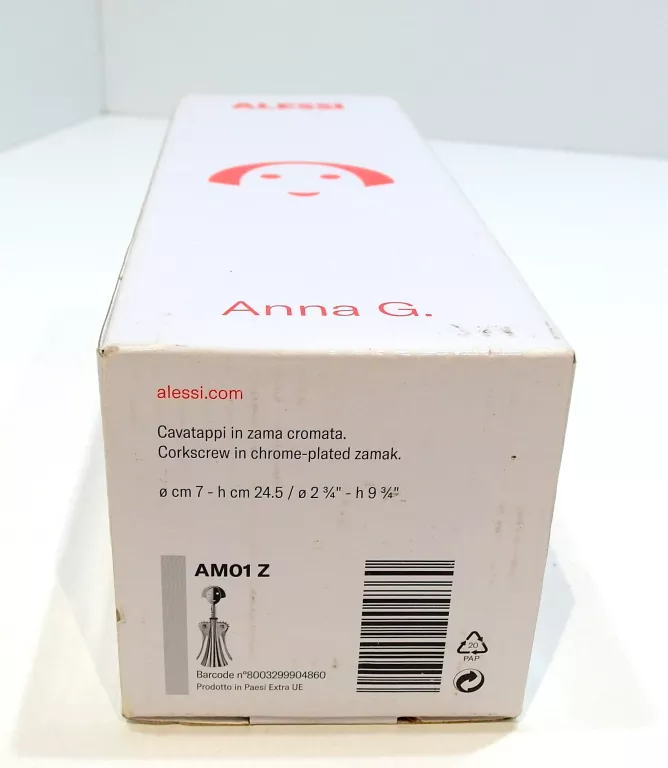 ALESSI
Anna G.
alessi.com
Cavatappi in zama cromata.
Corkscrew in chrome-plated zamak.
ø cm 7 - h cm 24.5 / ø 2 ¾" - h 9 ¾"
AM01 Z
Barcode n°8003299904860
Prodotto in Paesi Extra UE
20
PAP